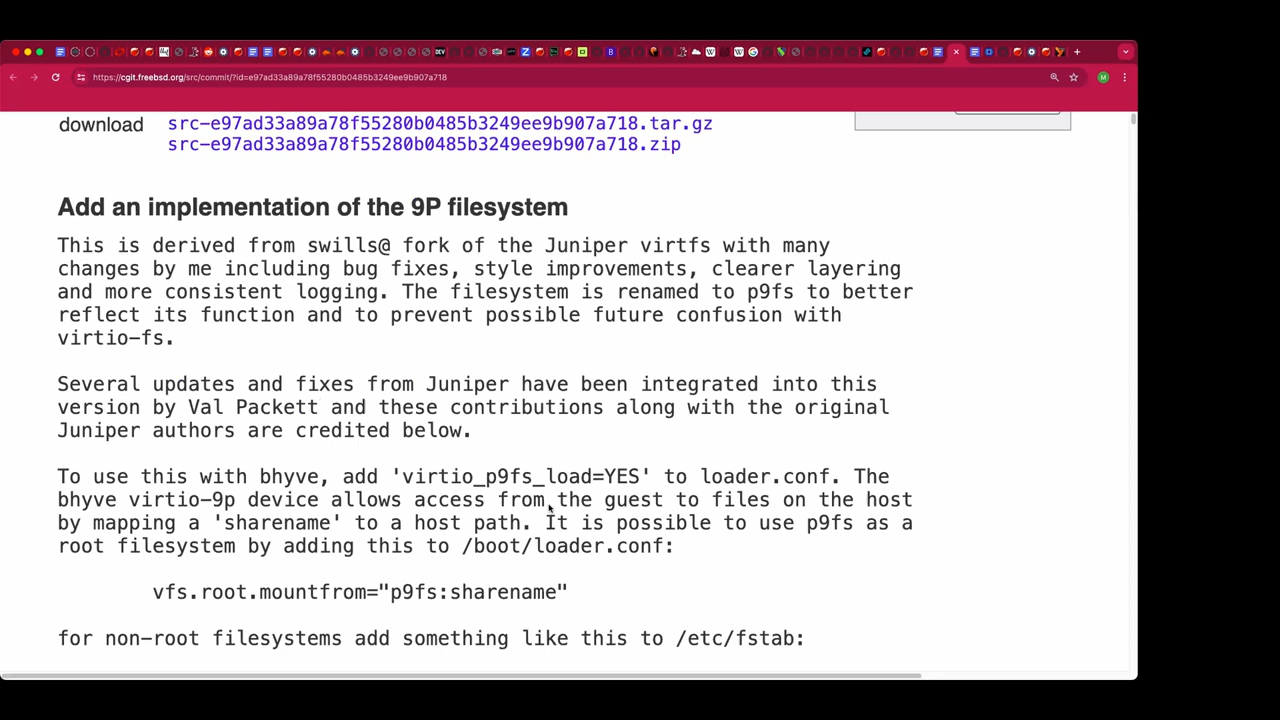 https://cgit.freebsd.org/src/commit/?id=e97ad33a89a78f55280b0485b3249ee9b907a718
M
download
src-e97ad33a89a78f55280b0485b3249ee9b907a718.tar.gz
src-e97ad33a89a78f55280b0485b3249ee9b907a718.zip
Add an implementation of the 9P filesystem
This is derived from swills@ fork of the Juniper virtfs with many
changes by me including bug fixes, style improvements, clearer layering
and more consistent logging. The filesystem is renamed to p9fs to better
reflect its function and to prevent possible future confusion with
virtio-fs.
Several updates and fixes from Juniper have been integrated into this
version by Val Packett and these contributions along with the original
Juniper authors are credited below.
To use this with bhyve, add 'virtio_p9fs_load=YES' to loader.conf. The
bhyve virtio-9p device allows access from the guest to files on the host
by mapping a 'sharename' to a host path. It is possible to use p9fs as a
root filesystem by adding this to /boot/loader.conf:
vfs.root.mountfrom="p9fs:sharename"
for non-root filesystems add something like this to /etc/fstab: